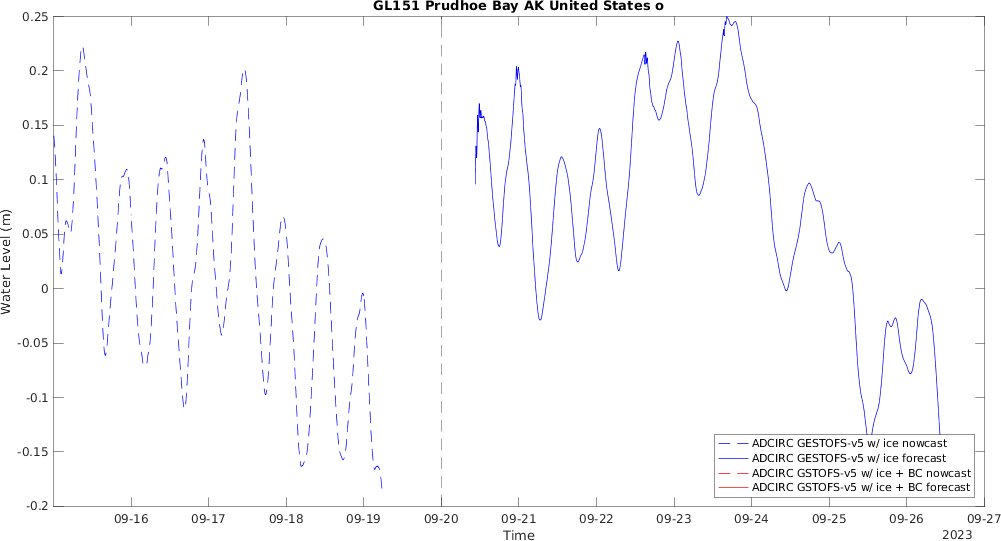 GL151 Prudhoe Bay AK United States o
Water Level (m)
0.25
0.2
0.15
0.1
0.05
0
-0.05
-0.1
-0.15
-0.2
ADCIRC GESTOFS-v5 w/ ice nowcast
ADCIRC GESTOFS-v5 w/ ice forecast
ADCIRC GSTOFS-v5 w/ ice + BC nowcast
ADCIRC GSTOFS-v5 w/ ice + BC forecast
09-16 09-17 09-18 09-19 09-20 09-21 09-22 09-23 09-24 09-25 09-26 09-27
Time
2023